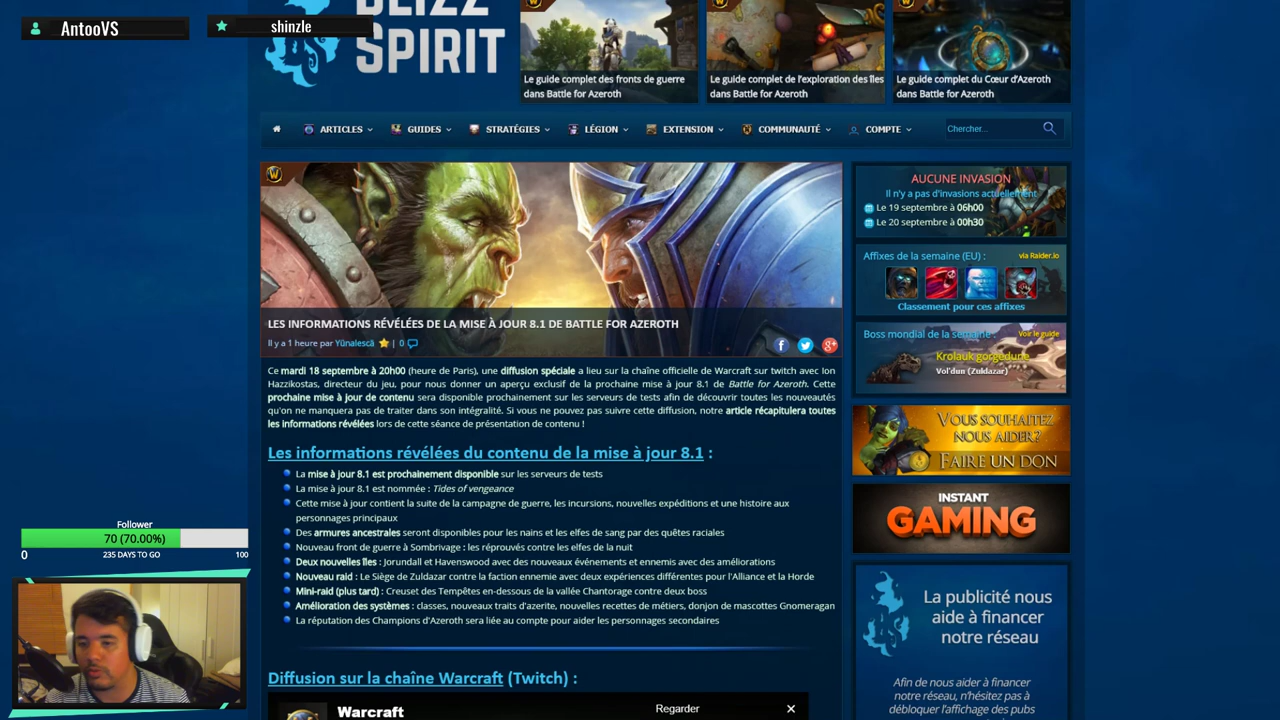 AntooVS
shinzle
BLIZZ
SPIRIT
Le guide complet des fronts de guerre
dans Battle for Azeroth
Le guide complet de l'exploration des îles
dans Battle for Azeroth
Le guide complet du Cœur d'Azeroth
dans Battle for Azeroth
ARTICLES GUIDES STRATÉGIES LÉGION EXTENSION COMMUNAUTÉ COMPTE Chercher...
LES INFORMATIONS RÉVÉLÉES DE LA MISE À JOUR 8.1 DE BATTLE FOR AZEROTH
Il y a 1 heure par Yünalescä | 0
Ce mardi 18 septembre à 20h00 (heure de Paris), une diffusion spéciale a lieu sur la chaîne officielle de Warcraft sur twitch avec Ion
Hazzikostas, directeur du jeu, pour nous donner un aperçu exclusif de la prochaine mise à jour 8.1 de Battle for Azeroth. Cette
prochaine mise à jour de contenu sera disponible prochainement sur les serveurs de tests afin de découvrir toutes les nouveautés
qu'on ne manquera pas de traiter dans son intégralité. Si vous ne pouvez pas suivre cette diffusion, notre article récapitulera toutes
les informations révélées lors de cette séance de présentation de contenu !
Les informations révélées du contenu de la mise à jour 8.1 :
La mise à jour 8.1 est prochainement disponible sur les serveurs de tests
La mise à jour 8.1 est nommée : Tides of vengeance
Cette mise à jour contient la suite de la campagne de guerre, les incursions, nouvelles expéditions et une histoire aux
personnages principaux
Des armures ancestrales seront disponibles pour les nains et les elfes de sang par des quêtes raciales
Nouveau front de guerre à Sombrivage : les réprouvés contre les elfes de la nuit
Deux nouvelles îles : Jorundall et Havenswood avec des nouveaux événements et ennemis avec des améliorations
Nouveau raid : Le Siège de Zuldazar contre la faction ennemie avec deux expériences différentes pour l'Alliance et la Horde
Mini-raid (plus tard) : Creuset des Tempêtes en-dessous de la vallée Chantorage contre deux boss
Amélioration des systèmes : classes, nouveaux traits d'azerite, nouvelles recettes de métiers, donjon de mascottes Gnomeragan
La réputation des Champions d'Azeroth sera liée au compte pour aider les personnages secondaires
Diffusion sur la chaîne Warcraft (Twitch) :
Warcraft
Regarder
AUCUNE INVASION
Il n'y a pas d'invasions actuellement
Le 19 septembre à 06h00
Le 20 septembre à 00h30
Affixes de la semaine (EU) : via Raider.io
Classement pour ces affixes
Boss mondial de la semaine : Voir le guide
Krolauk gorgedune
Vol'dun (Zuldazar)
VOUS SOUHAITEZ
NOUS AIDER?
FAIRE UN DON
INSTANT
GAMING
La publicité nous
aide à financer
notre réseau
Afin de nous aider à financer
notre réseau, n'hésitez pas à
débloquer l'affichage des pubs
Follower
70 (70.00%)
0 235 DAYS TO GO 100